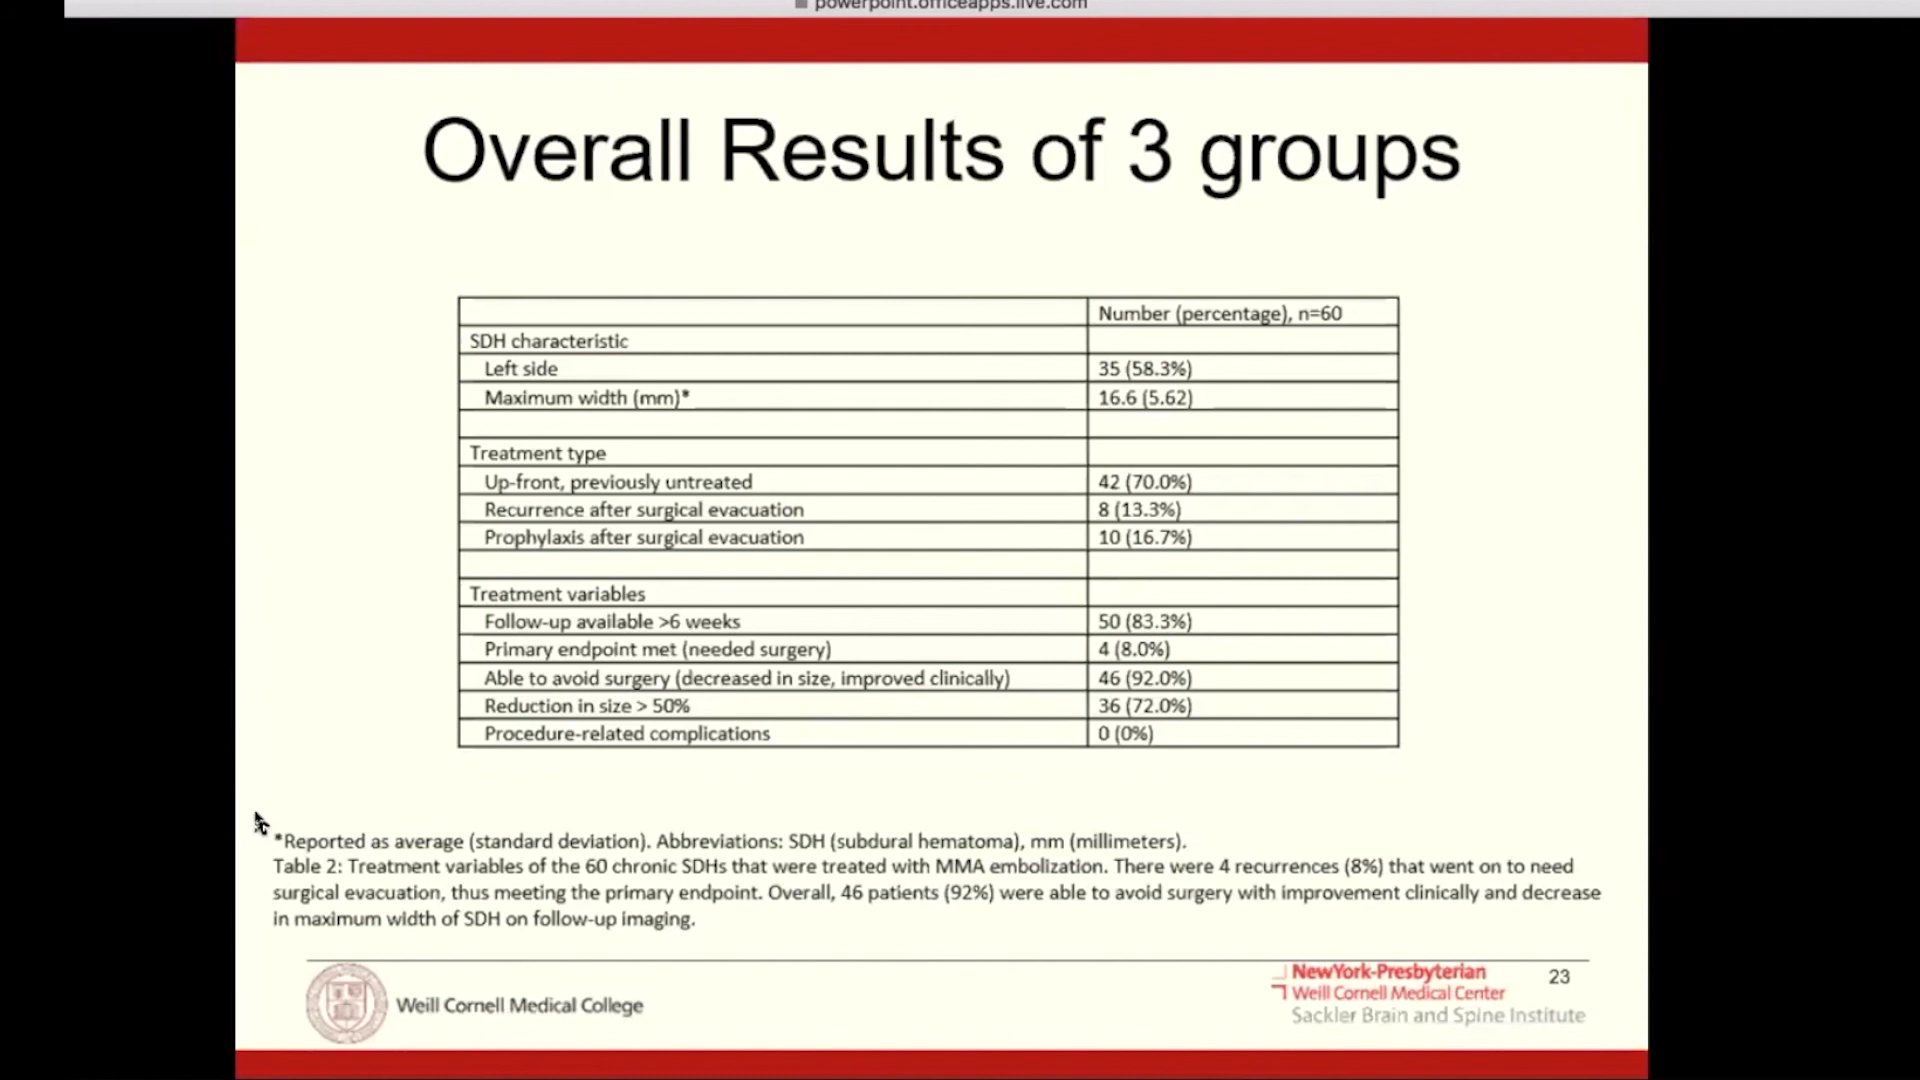 powerpoint.officeapps.live.com
Overall Results of 3 groups
Number (percentage), n=60
SDH characteristic
Left side 35 (58.3%)
Maximum width (mm)* 16.6 (5.62)
Treatment type
Up-front, previously untreated 42 (70.0%)
Recurrence after surgical evacuation 8 (13.3%)
Prophylaxis after surgical evacuation 10 (16.7%)
Treatment variables
Follow-up available >6 weeks 50 (83.3%)
Primary endpoint met (needed surgery) 4 (8.0%)
Able to avoid surgery (decreased in size, improved clinically) 46 (92.0%)
Reduction in size > 50% 36 (72.0%)
Procedure-related complications 0 (0%)
*Reported as average (standard deviation). Abbreviations: SDH (subdural hematoma), mm (millimeters).
Table 2: Treatment variables of the 60 chronic SDHs that were treated with MMA embolization. There were 4 recurrences (8%) that went on to need
surgical evacuation, thus meeting the primary endpoint. Overall, 46 patients (92%) were able to avoid surgery with improvement clinically and decrease
in maximum width of SDH on follow-up imaging.
Weill Cornell Medical College
NewYork-Presbyterian
Weill Cornell Medical Center
Sackler Brain and Spine Institute
23